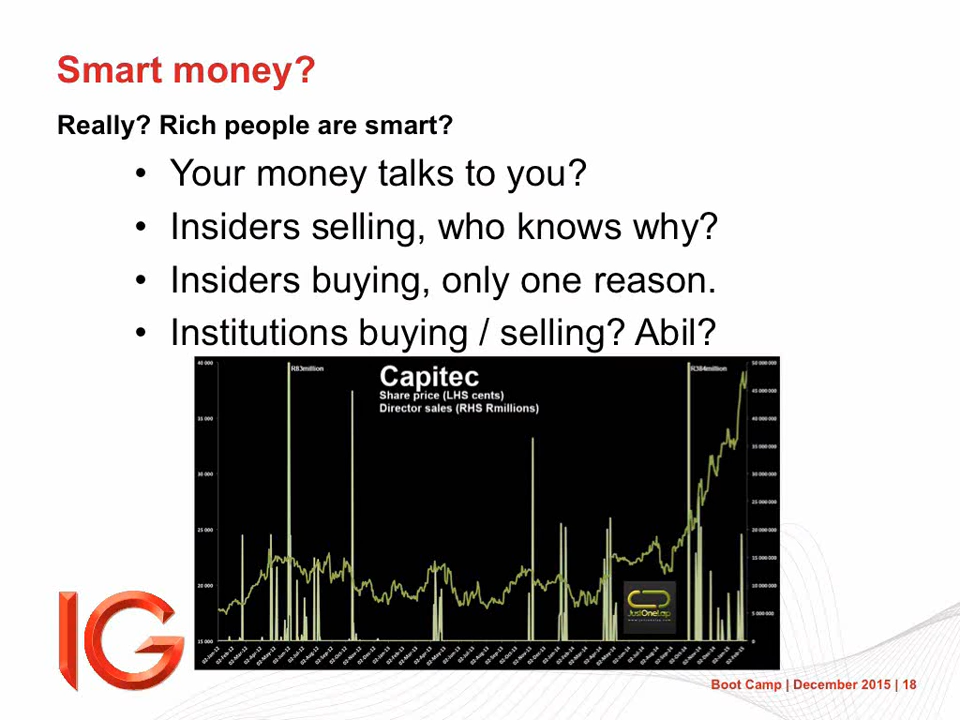 Smart money?
Really? Rich people are smart?
• Your money talks to you?
• Insiders selling, who knows why?
• Insiders buying, only one reason.
• Institutions buying / selling? Abil?
Capitec
Share price (LHS cents)
Director sales (RHS Rmillions)
R83million
R384million
40 000
35 000
30 000
25 000
20 000
15 000
50 000 000
45 000 000
40 000 000
35 000 000
30 000 000
25 000 000
20 000 000
15 000 000
10 000 000
5 000 000
0
JustOneLap
IG
Boot Camp | December 2015 | 18